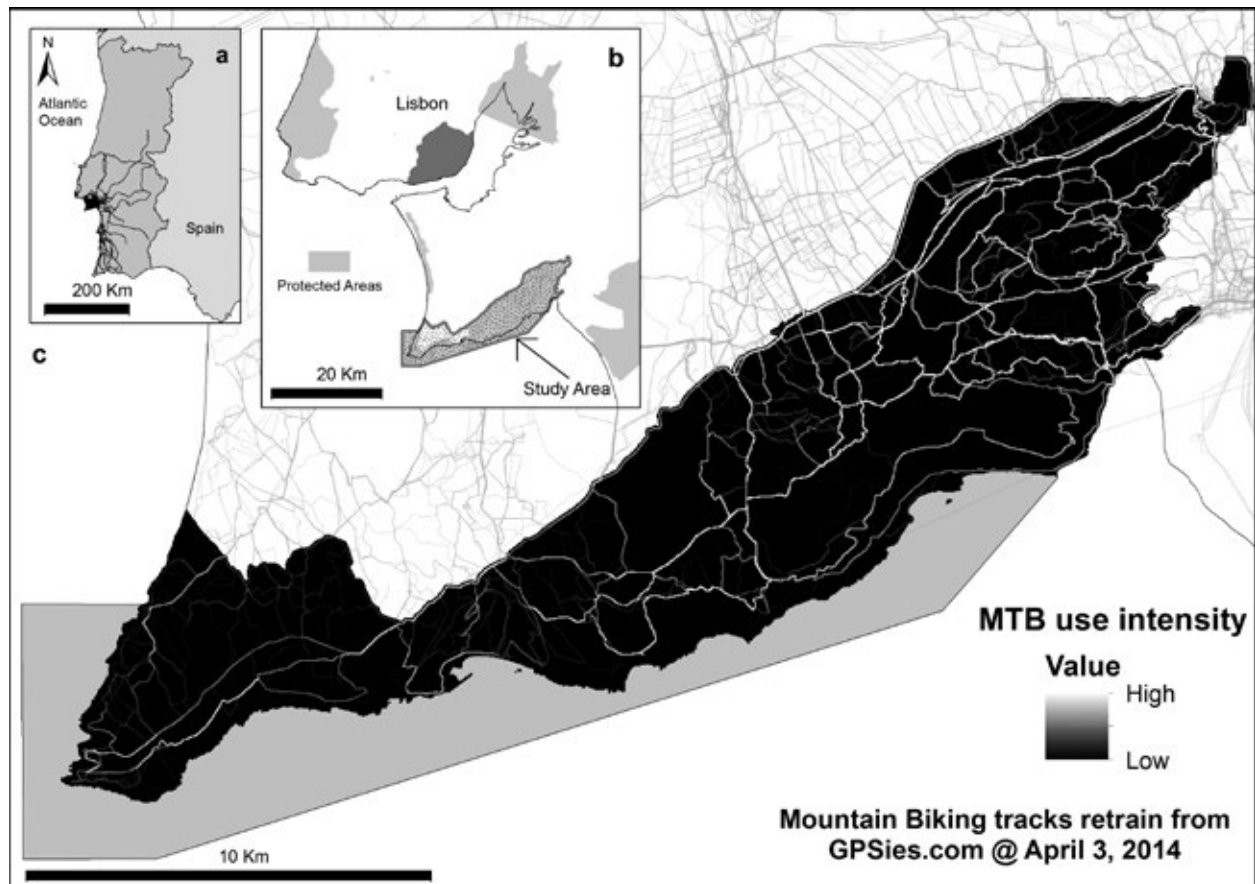 N
a
Atlantic
Ocean
Spain
200 Km
b
Lisbon
Protected Areas
20 Km
Study Area
c
MTB use intensity
Value
High
Low
Mountain Biking tracks retrain from
GPSies.com @ April 3, 2014
10 Km